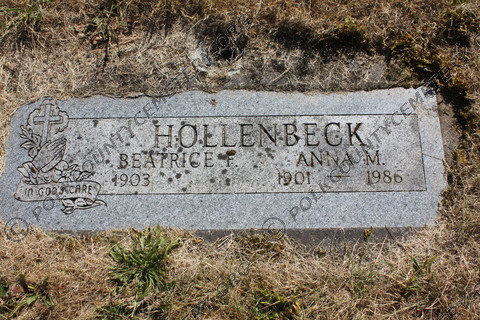 HOLLENBECK
BEATRICE F. ANNA M.
1903 1901 — 1986
IN GOD'S CARE